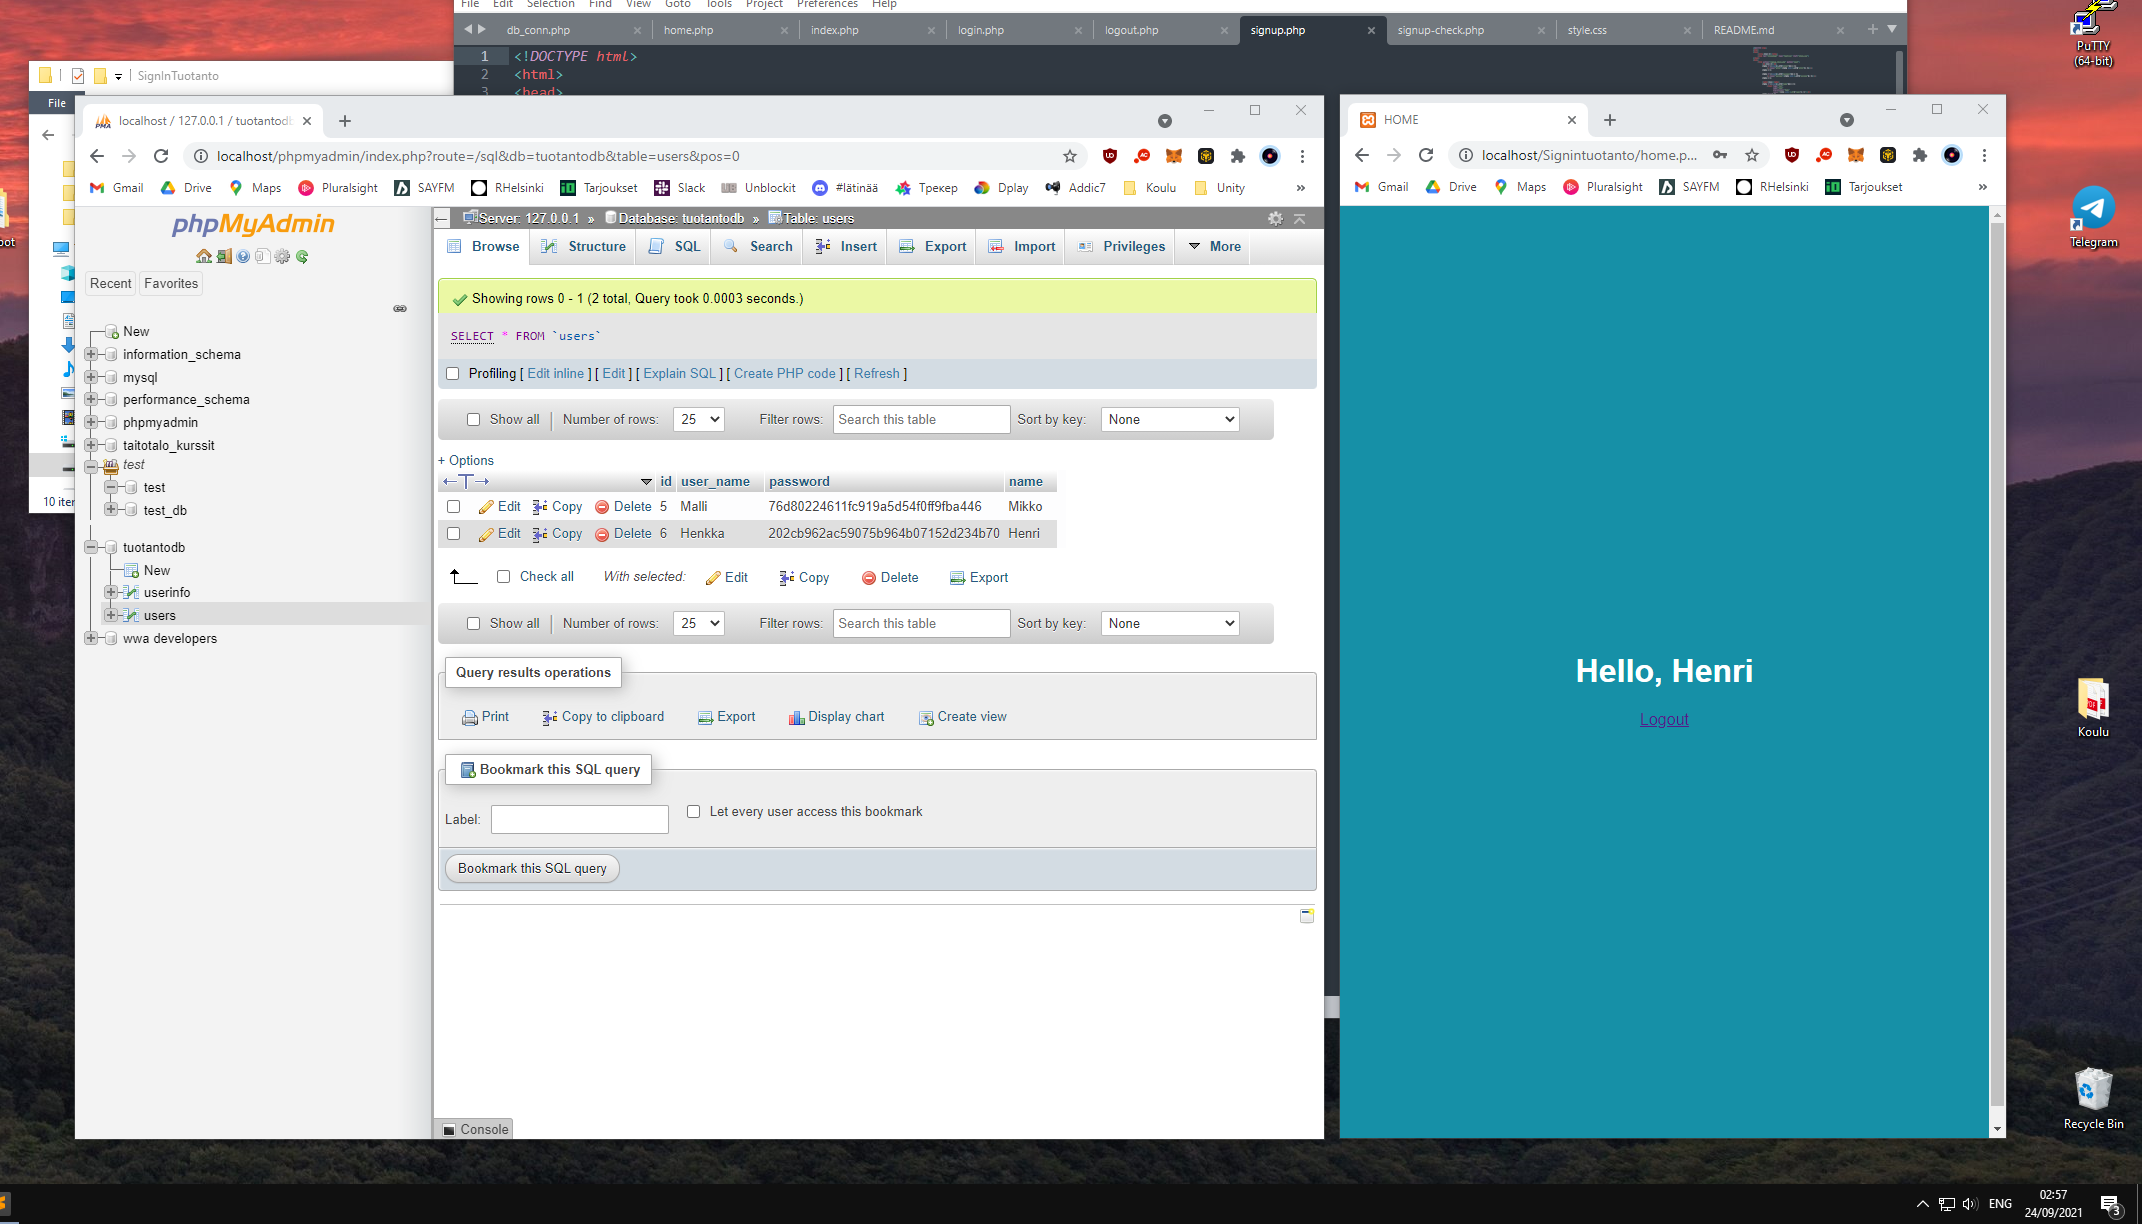 File Edit Selection Find View Goto Tools Project Preferences Help
db_conn.php home.php index.php login.php logout.php signup.php signup-check.php style.css README.md
1 <!DOCTYPE html>
2 <html>
3 <head>
SignInTuotanto
File
10 iter
localhost / 127.0.0.1 / tuotantodb
localhost/phpmyadmin/index.php?route=/sql&db=tuotantodb&table=users&pos=0
Gmail Drive Maps Pluralsight SAYFM RHelsinki Tarjoukset Slack Unblockit #lätinää Трекер Dplay Addic7 Koulu Unity »
phpMyAdmin
Recent Favorites
New
information_schema
mysql
performance_schema
phpmyadmin
taitotalo_kurssit
test
test
test_db
tuotantodb
New
userinfo
users
wwa developers
Server: 127.0.0.1 » Database: tuotantodb » Table: users
Browse Structure SQL Search Insert Export Import Privileges More
Showing rows 0 - 1 (2 total, Query took 0.0003 seconds.)
SELECT * FROM `users`
Profiling [ Edit inline ] [ Edit ] [ Explain SQL ] [ Create PHP code ] [ Refresh ]
Show all | Number of rows: 25 Filter rows: Search this table Sort by key: None
+ Options
←T→ id user_name password name
Edit Copy Delete 5 Malli 76d80224611fc919a5d54f0ff9fba446 Mikko
Edit Copy Delete 6 Henkka 202cb962ac59075b964b07152d234b70 Henri
Check all With selected: Edit Copy Delete Export
Show all | Number of rows: 25 Filter rows: Search this table Sort by key: None
Query results operations
Print Copy to clipboard Export Display chart Create view
Bookmark this SQL query
Label: Let every user access this bookmark
Bookmark this SQL query
Console
HOME
localhost/Signintuotanto/home.p...
Gmail Drive Maps Pluralsight SAYFM RHelsinki Tarjoukset »
Hello, Henri
Logout
PuTTY
(64-bit)
Telegram
Koulu
Recycle Bin
ENG
02:57
24/09/2021
3